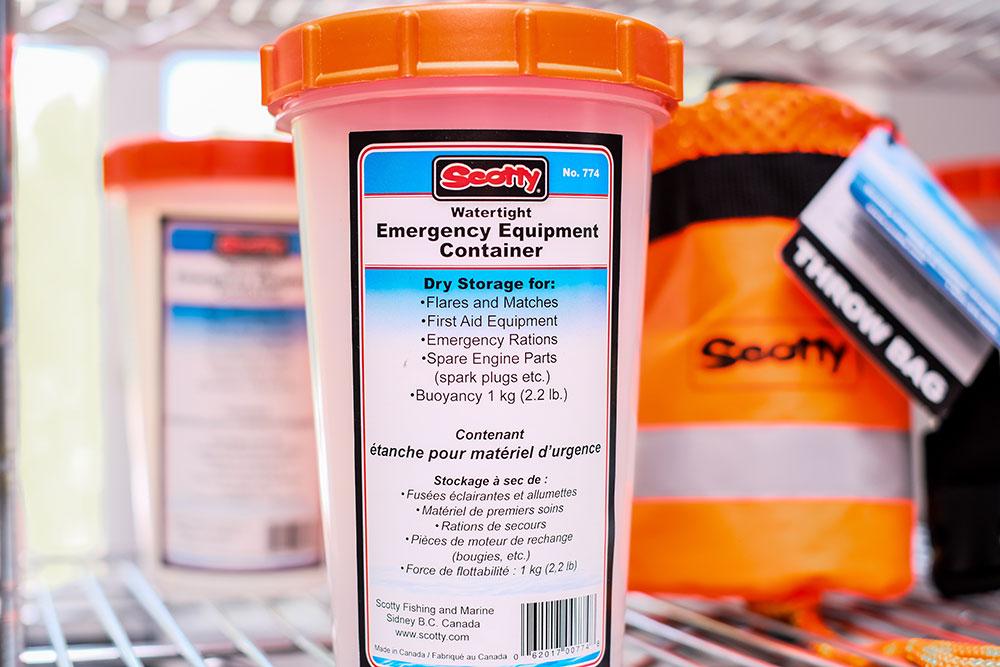 Scotty
No. 774
Watertight
Emergency Equipment
Container
Dry Storage for:
•Flares and Matches
•First Aid Equipment
•Emergency Rations
•Spare Engine Parts
(spark plugs etc.)
•Buoyancy 1 kg (2.2 lb.)
Contenant
étanche pour matériel d'urgence
Stockage à sec de :
•Fusées éclairantes et allumettes
•Matériel de premiers soins
•Rations de secours
•Pièces de moteur de rechange
(bougies, etc.)
•Force de flottabilité : 1 kg (2,2 lb)
Scotty Fishing and Marine
Sidney B.C. Canada
www.scotty.com
Made in Canada / Fabriqué au Canada
0 62017 00774 8
Scotty
THROW BAG